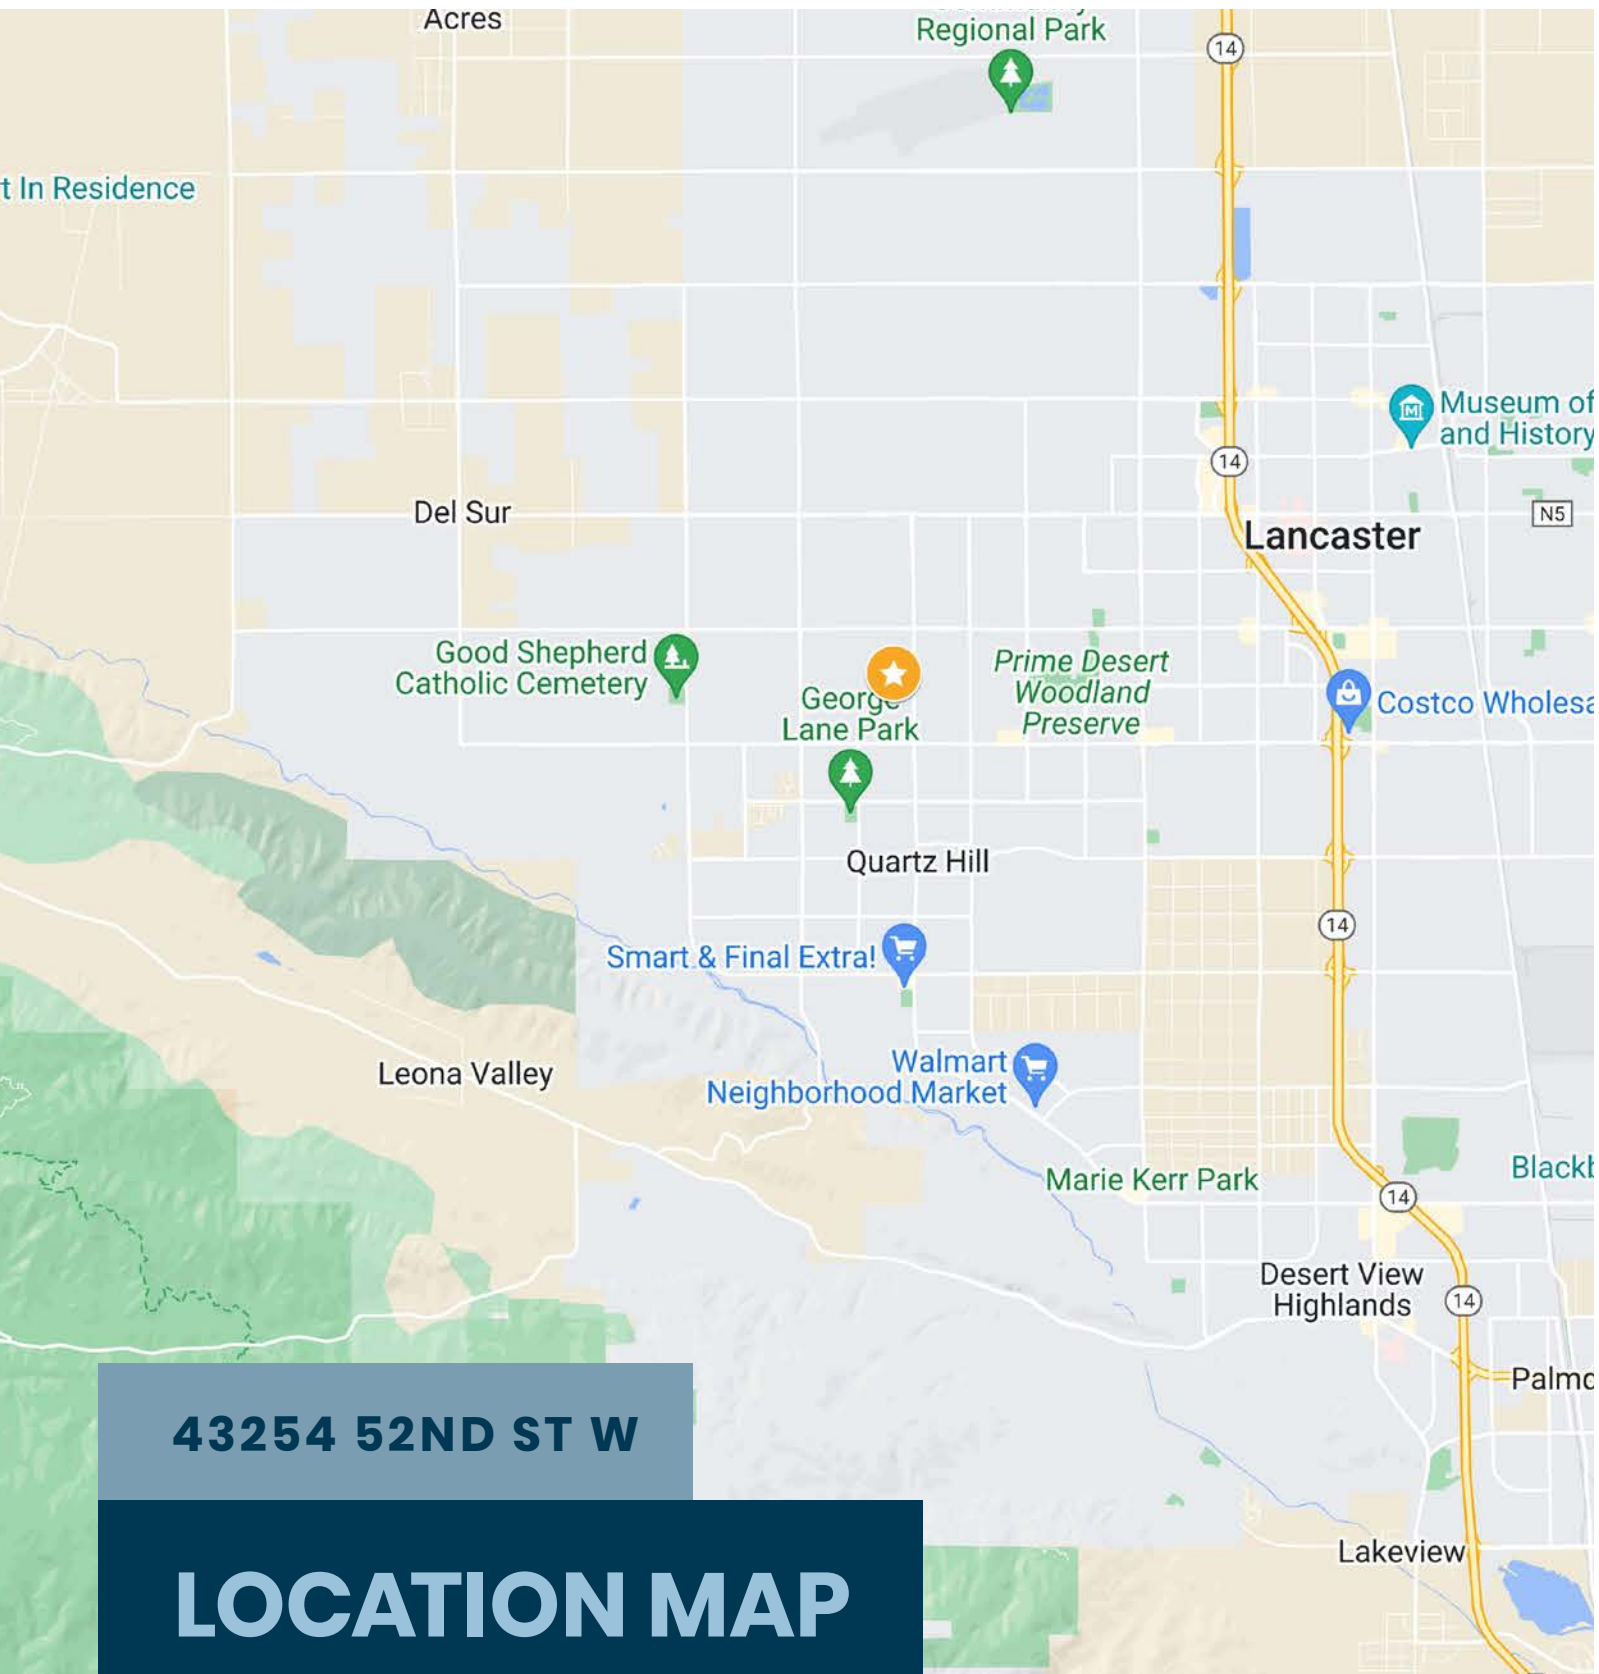 Acres
Regional Park
14
t In Residence
Museum of
and History
14
Del Sur
N5
Lancaster
Good Shepherd
Catholic Cemetery
Prime Desert
Woodland
Preserve
George
Lane Park
Costco Wholesa
Quartz Hill
14
Smart & Final Extra!
Leona Valley
Walmart
Neighborhood Market
Marie Kerr Park
Blackb
14
Desert View
Highlands
14
Palmd
43254 52ND ST W
Lakeview
LOCATION MAP